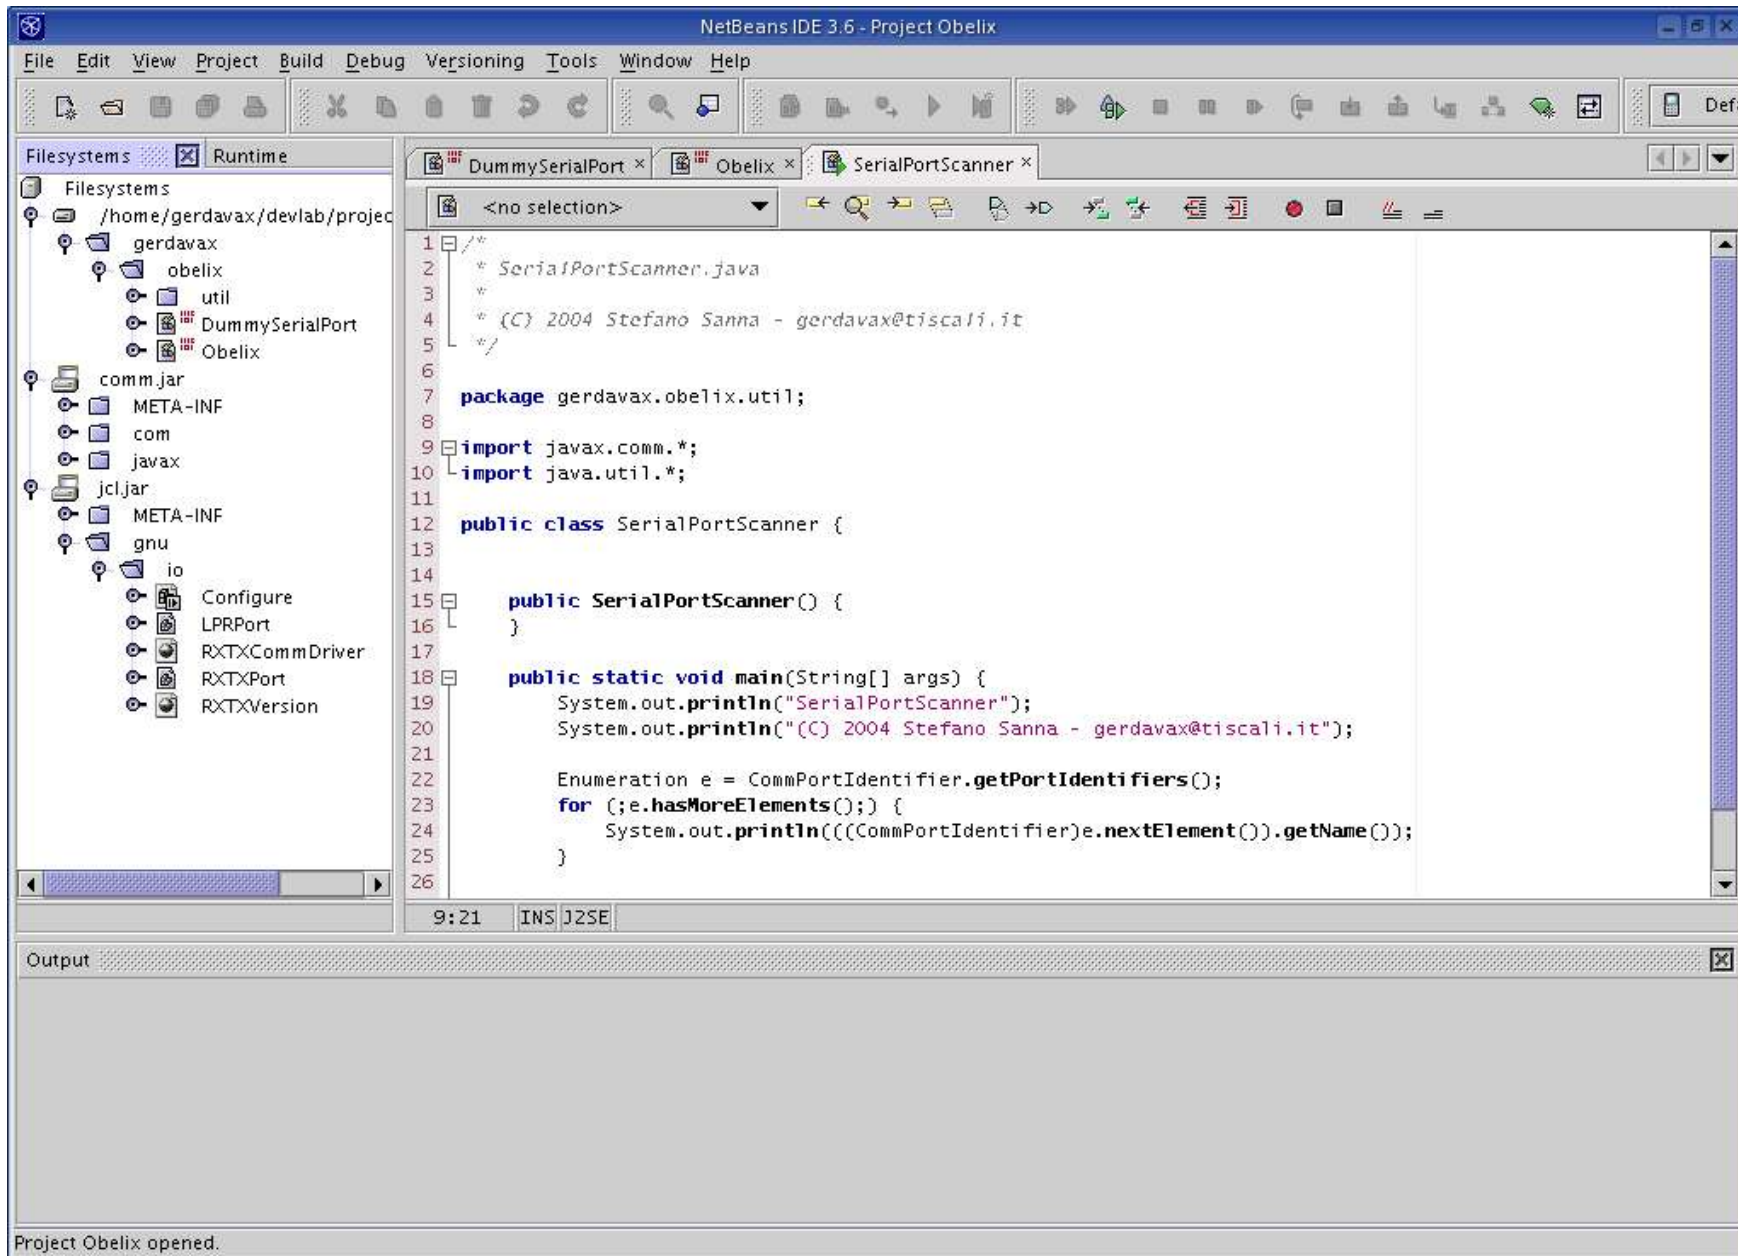 NetBeans IDE 3.6 - Project Obelix
File Edit View Project Build Debug Versioning Tools Window Help
Filesystems Runtime
Filesystems
/home/gerdavax/devlab/projec
gerdavax
obelix
util
DummySerialPort
Obelix
comm.jar
META-INF
com
javax
jcl.jar
META-INF
gnu
io
Configure
LPRPort
RXTXCommDriver
RXTXPort
RXTXVersion
DummySerialPort Obelix SerialPortScanner
<no selection>
1 /*
2 * SerialPortScanner.java
3 *
4 * (C) 2004 Stefano Sanna - gerdavax@tiscali.it
5 */
6
7 package gerdavax.obelix.util;
8
9 import javax.comm.*;
10 import java.util.*;
11
12 public class SerialPortScanner {
13
14
15 public SerialPortScanner() {
16 }
17
18 public static void main(String[] args) {
19 System.out.println("SerialPortScanner");
20 System.out.println("(C) 2004 Stefano Sanna - gerdavax@tiscali.it");
21
22 Enumeration e = CommPortIdentifier.getPortIdentifiers();
23 for (;e.hasMoreElements();) {
24 System.out.println(((CommPortIdentifier)e.nextElement()).getName());
25 }
26
9:21 INS J2SE
Output
Project Obelix opened.